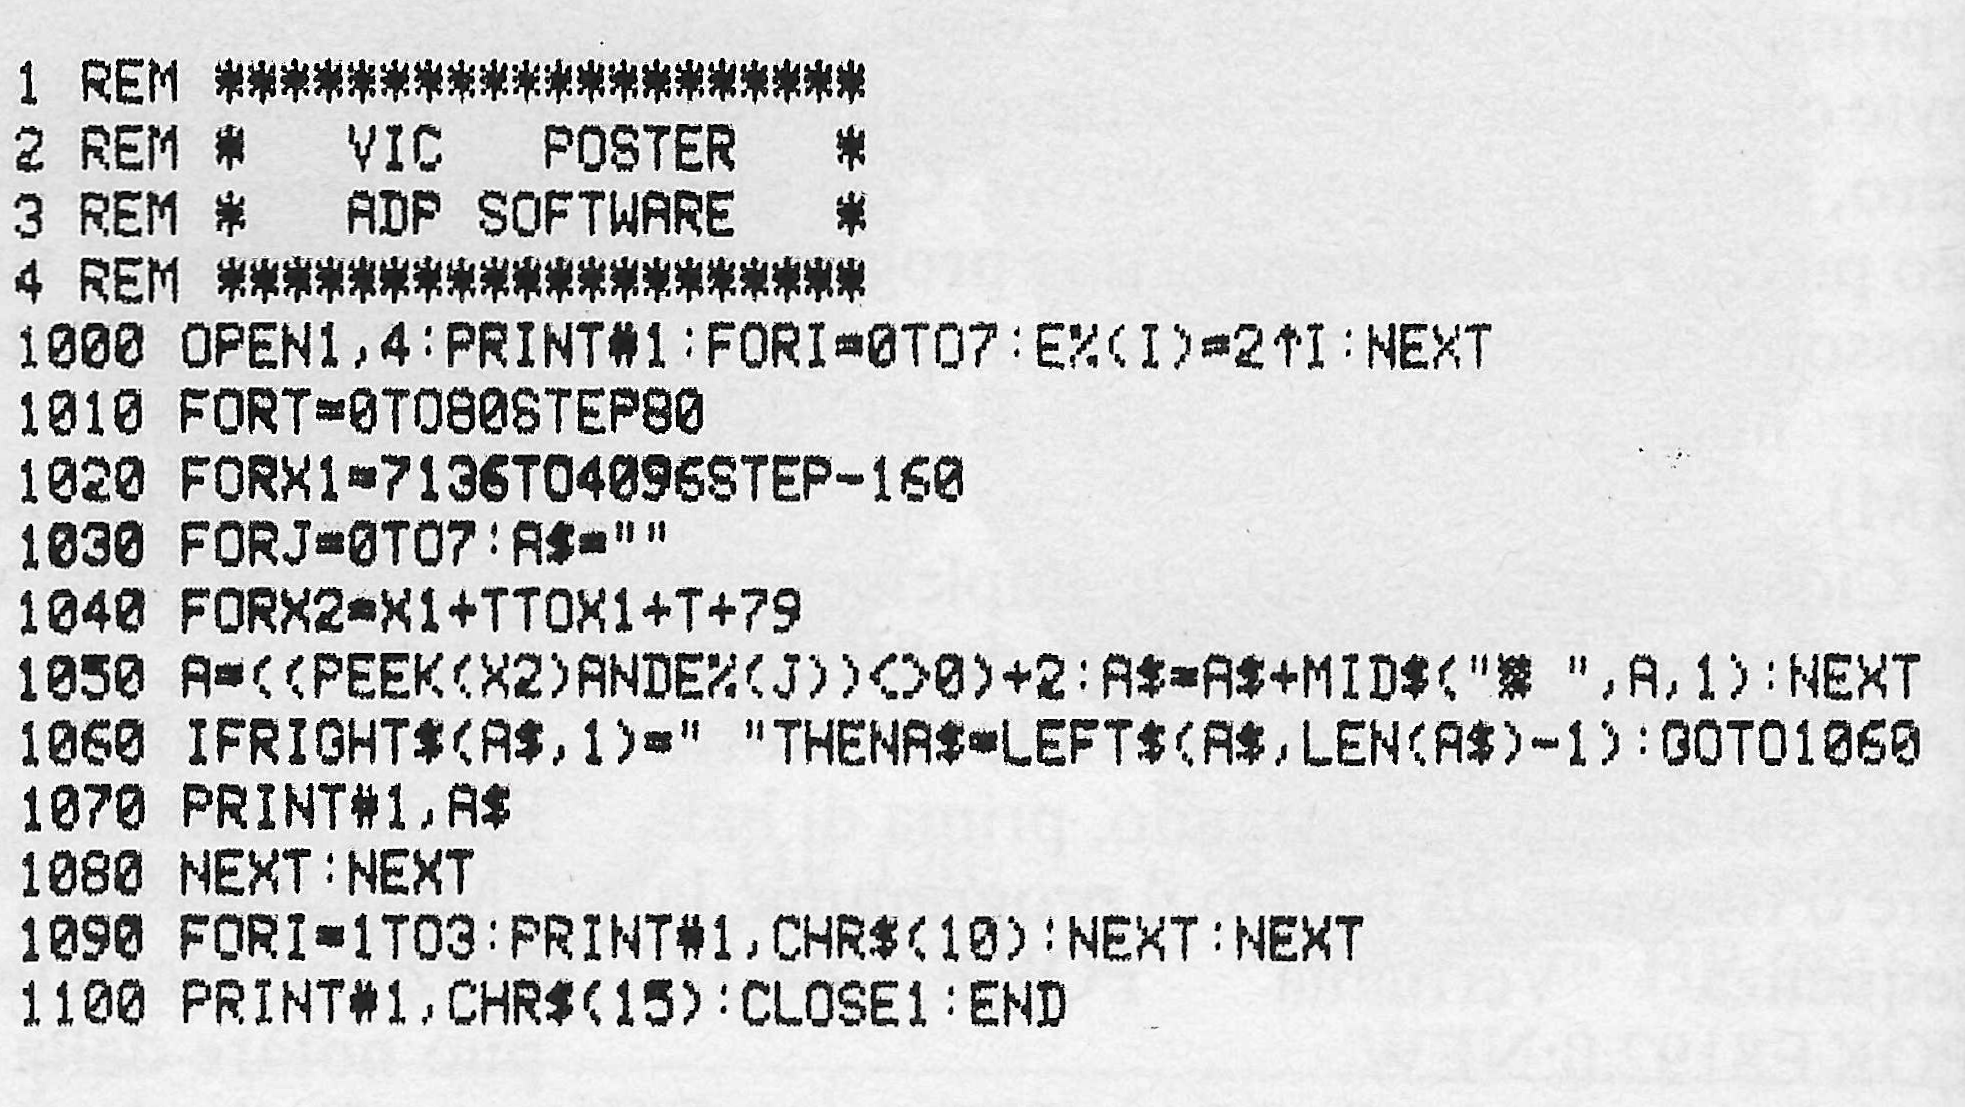 1 REM ********************
2 REM *   VIC   POSTER   *
3 REM *   ADP SOFTWARE   *
4 REM ********************
1000 OPEN1,4:PRINT#1:FORI=0TO7:E%(I)=2↑I:NEXT
1010 FORT=0TO80STEP80
1020 FORX1=7136TO4096STEP-160
1030 FORJ=0TO7:A$=""
1040 FORX2=X1+TTOX1+T+79
1050 A=((PEEK(X2)ANDE%(J))<>0)+2:A$=A$+MID$("* ",A,1):NEXT
1060 IFRIGHT$(A$,1)=" "THENA$=LEFT$(A$,LEN(A$)-1):GOTO1060
1070 PRINT#1,A$
1080 NEXT:NEXT
1090 FORI=1TO3:PRINT#1,CHR$(10):NEXT:NEXT
1100 PRINT#1,CHR$(15):CLOSE1:END